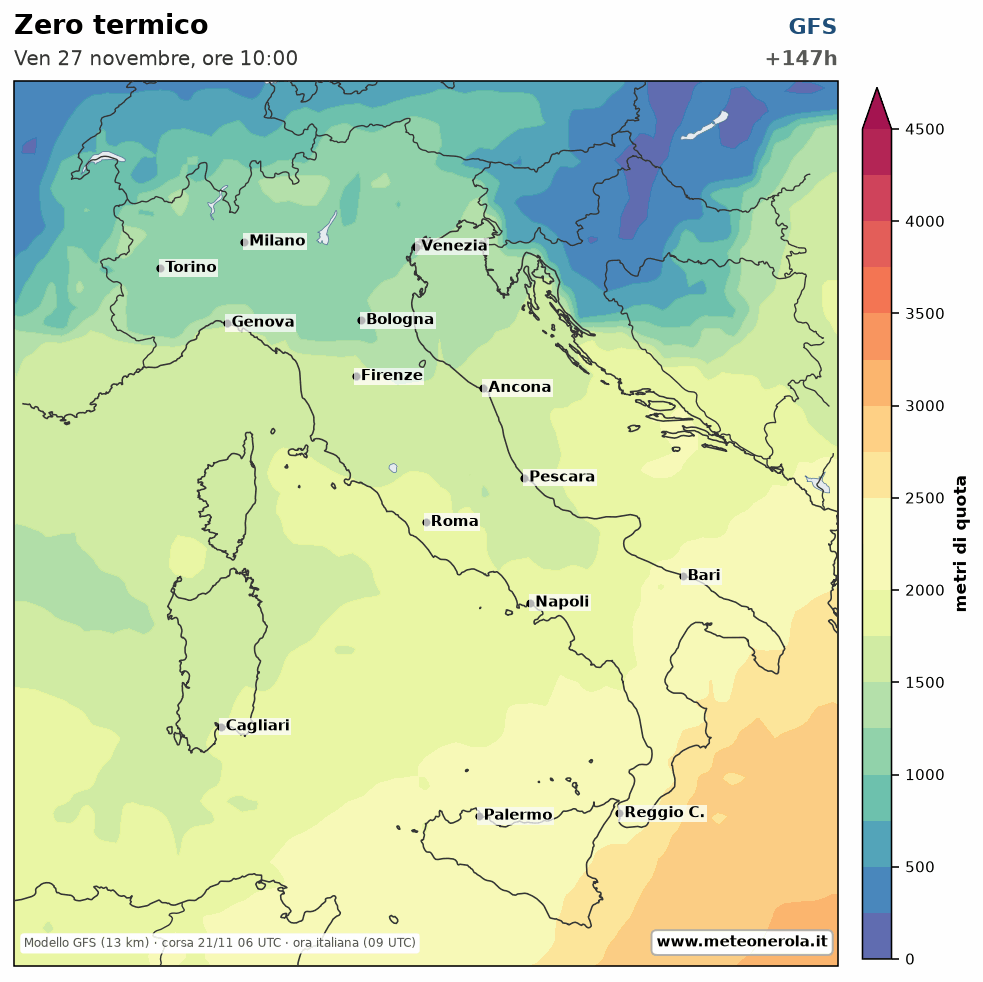 Zero termico
GFS
Ven 27 novembre, ore 10:00
+147h
Milano
Venezia
Torino
Genova
Bologna
Firenze
Ancona
Pescara
Roma
Bari
Napoli
Cagliari
Palermo
Reggio C.
4500
4000
3500
3000
2500
2000
1500
1000
500
0
metri di quota
Modello GFS (13 km) · corsa 21/11 06 UTC · ora italiana (09 UTC)
www.meteonerola.it